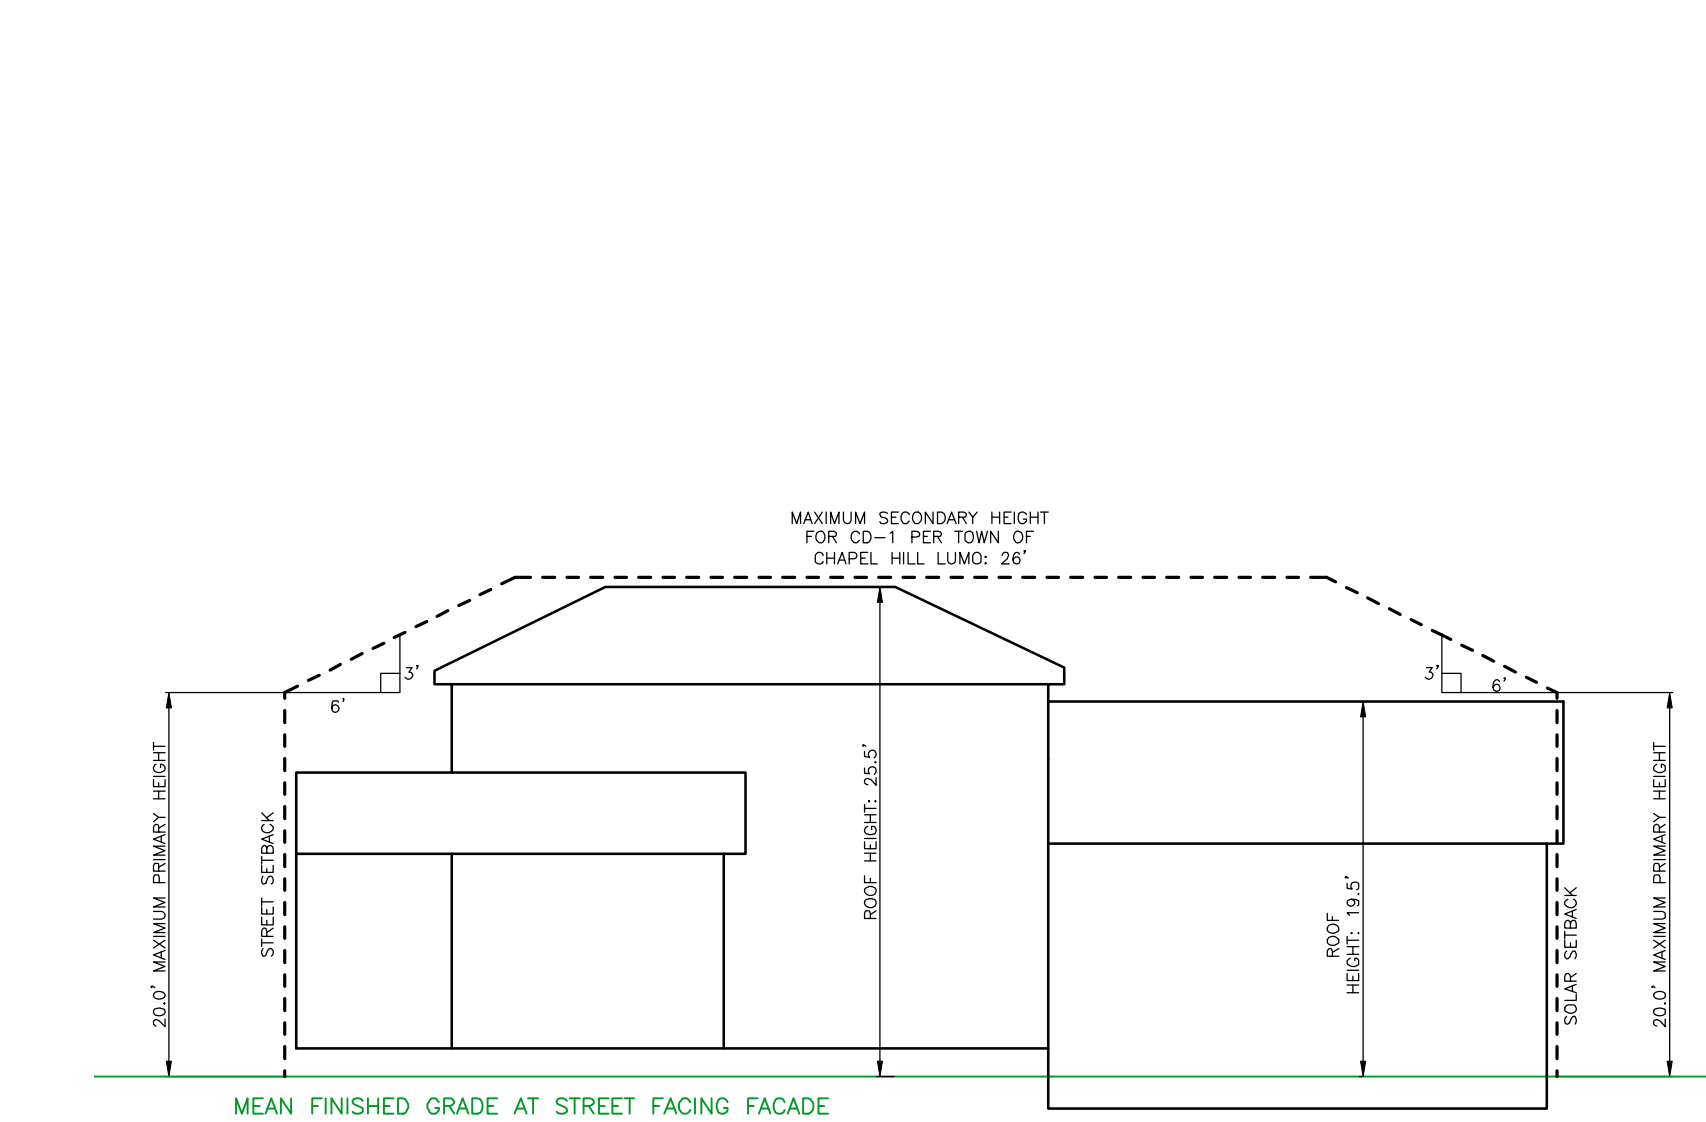 MAXIMUM SECONDARY HEIGHT
FOR CD-1 PER TOWN OF
CHAPEL HILL LUMO: 26'
3'
6'
3'
6'
20.0' MAXIMUM PRIMARY HEIGHT
STREET SETBACK
ROOF HEIGHT: 25.5'
ROOF
HEIGHT: 19.5'
SOLAR SETBACK
20.0' MAXIMUM PRIMARY HEIGHT
MEAN FINISHED GRADE AT STREET FACING FACADE